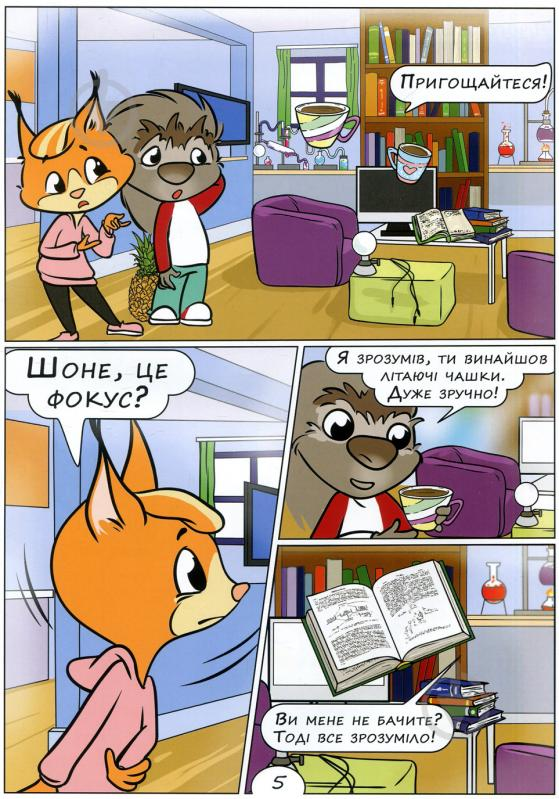 Пригощайтеся!
Шоне, це
фокус?
Я зрозумів, ти винайшов
літаючі чашки.
Дуже зручно!
Ви мене не бачите?
Тоді все зрозуміло!
5